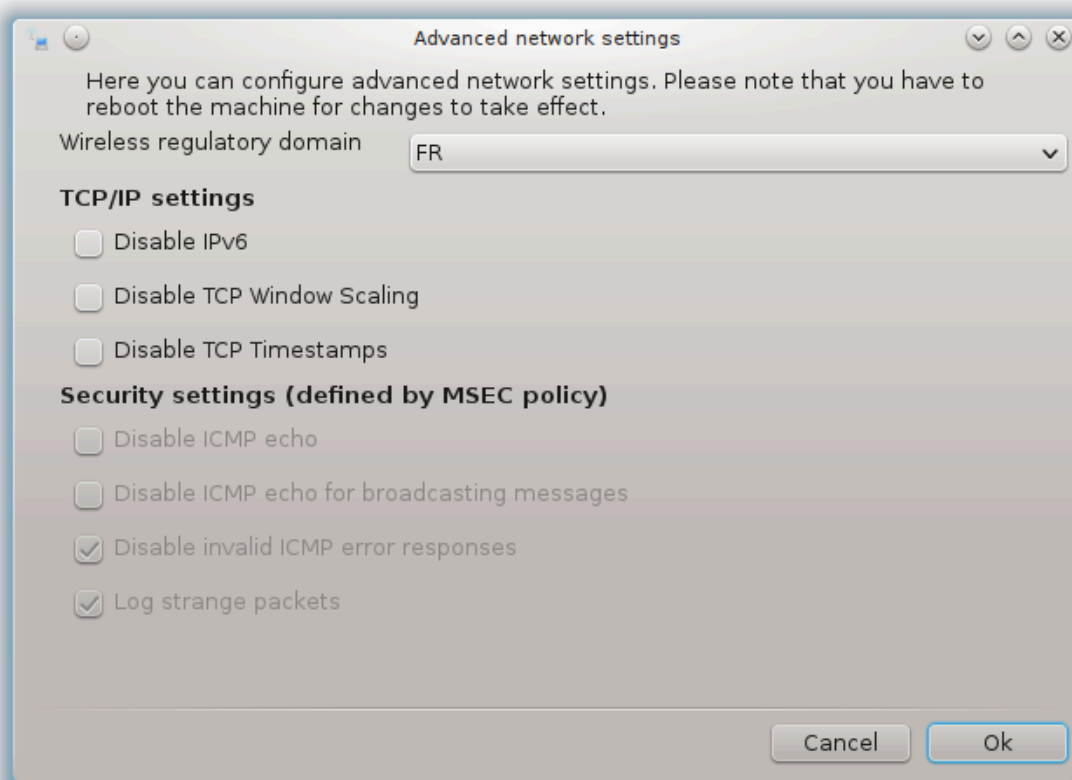 Advanced network settings
Here you can configure advanced network settings. Please note that you have to
reboot the machine for changes to take effect.
Wireless regulatory domain
FR
TCP/IP settings
Disable IPv6
Disable TCP Window Scaling
Disable TCP Timestamps
Security settings (defined by MSEC policy)
Disable ICMP echo
Disable ICMP echo for broadcasting messages
Disable invalid ICMP error responses
Log strange packets
Cancel
Ok